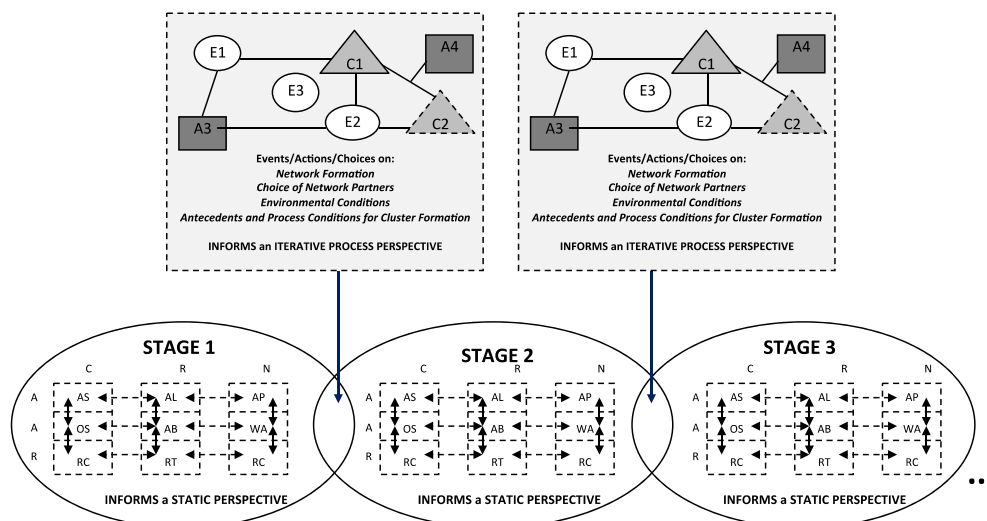 E1
C1
A4
E3
A3
E2
C2
Events/Actions/Choices on:
Network Formation
Choice of Network Partners
Environmental Conditions
Antecedents and Process Conditions for Cluster Formation
INFORMS an ITERATIVE PROCESS PERSPECTIVE
E1
C1
A4
E3
A3
E2
C2
Events/Actions/Choices on:
Network Formation
Choice of Network Partners
Environmental Conditions
Antecedents and Process Conditions for Cluster Formation
INFORMS an ITERATIVE PROCESS PERSPECTIVE
STAGE 1
C R N
A AS AL AP
A OS AB WA
R RC RT RC
INFORMS a STATIC PERSPECTIVE
STAGE 2
C R N
A AS AL AP
A OS AB WA
R RC RT RC
INFORMS a STATIC PERSPECTIVE
STAGE 3
C R N
A AS AL AP
A OS AB WA
R RC RT RC
INFORMS a STATIC PERSPECTIVE
..